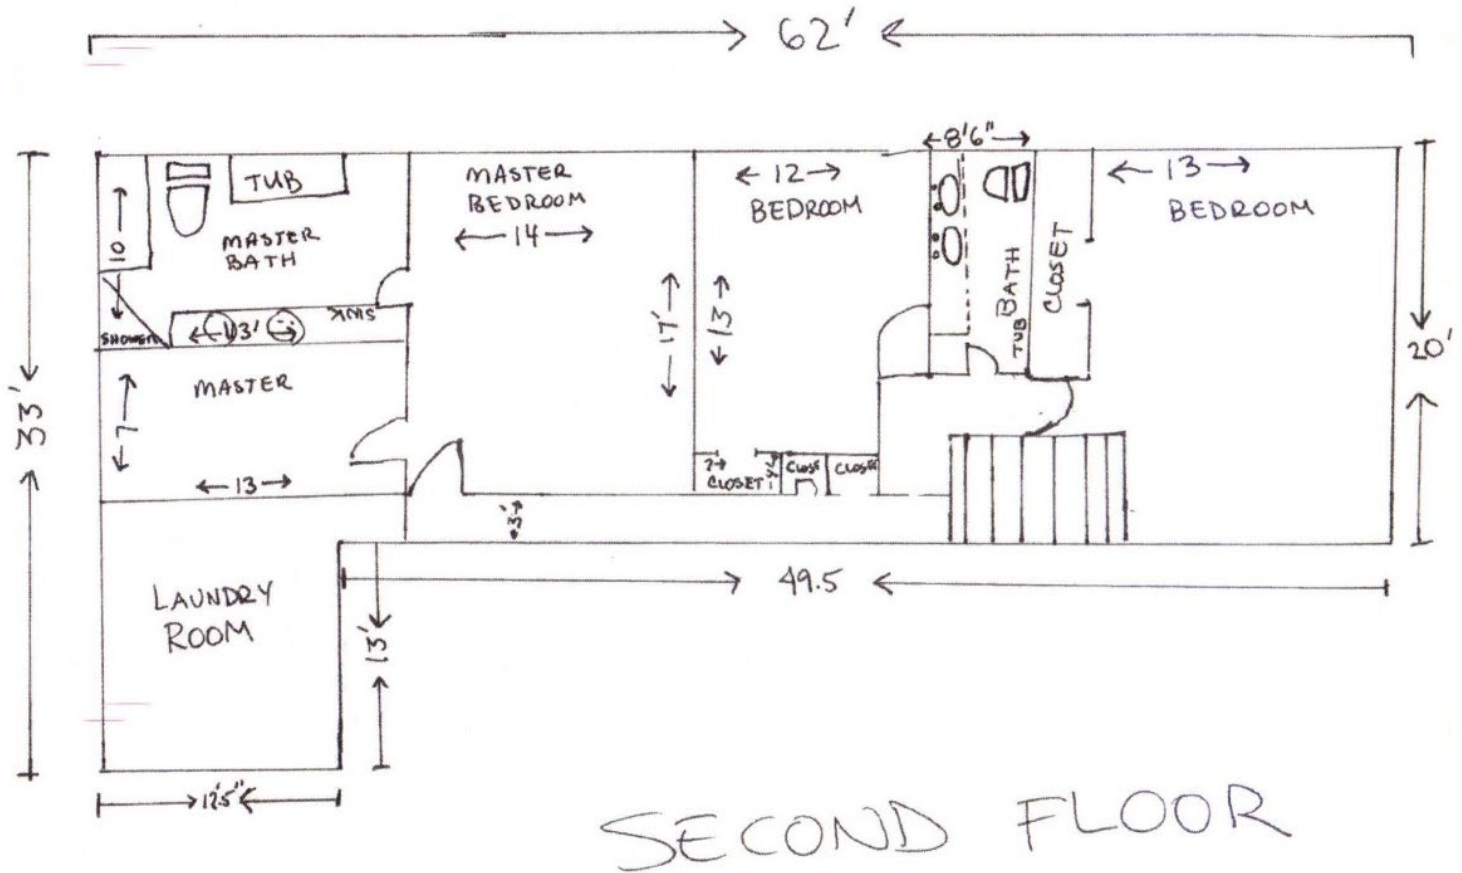 62'
8'6"
TUB
MASTER
BEDROOM
14
12
BEDROOM
13
BEDROOM
10
MASTER
BATH
BATH
CLOSET
TUB
SINK
SHOWER
13'
17'
13
20'
33'
MASTER
7
13
CLOSET
CLOSE
CLOSE
3'
LAUNDRY
ROOM
49.5
13'
12'5"
SECOND FLOOR